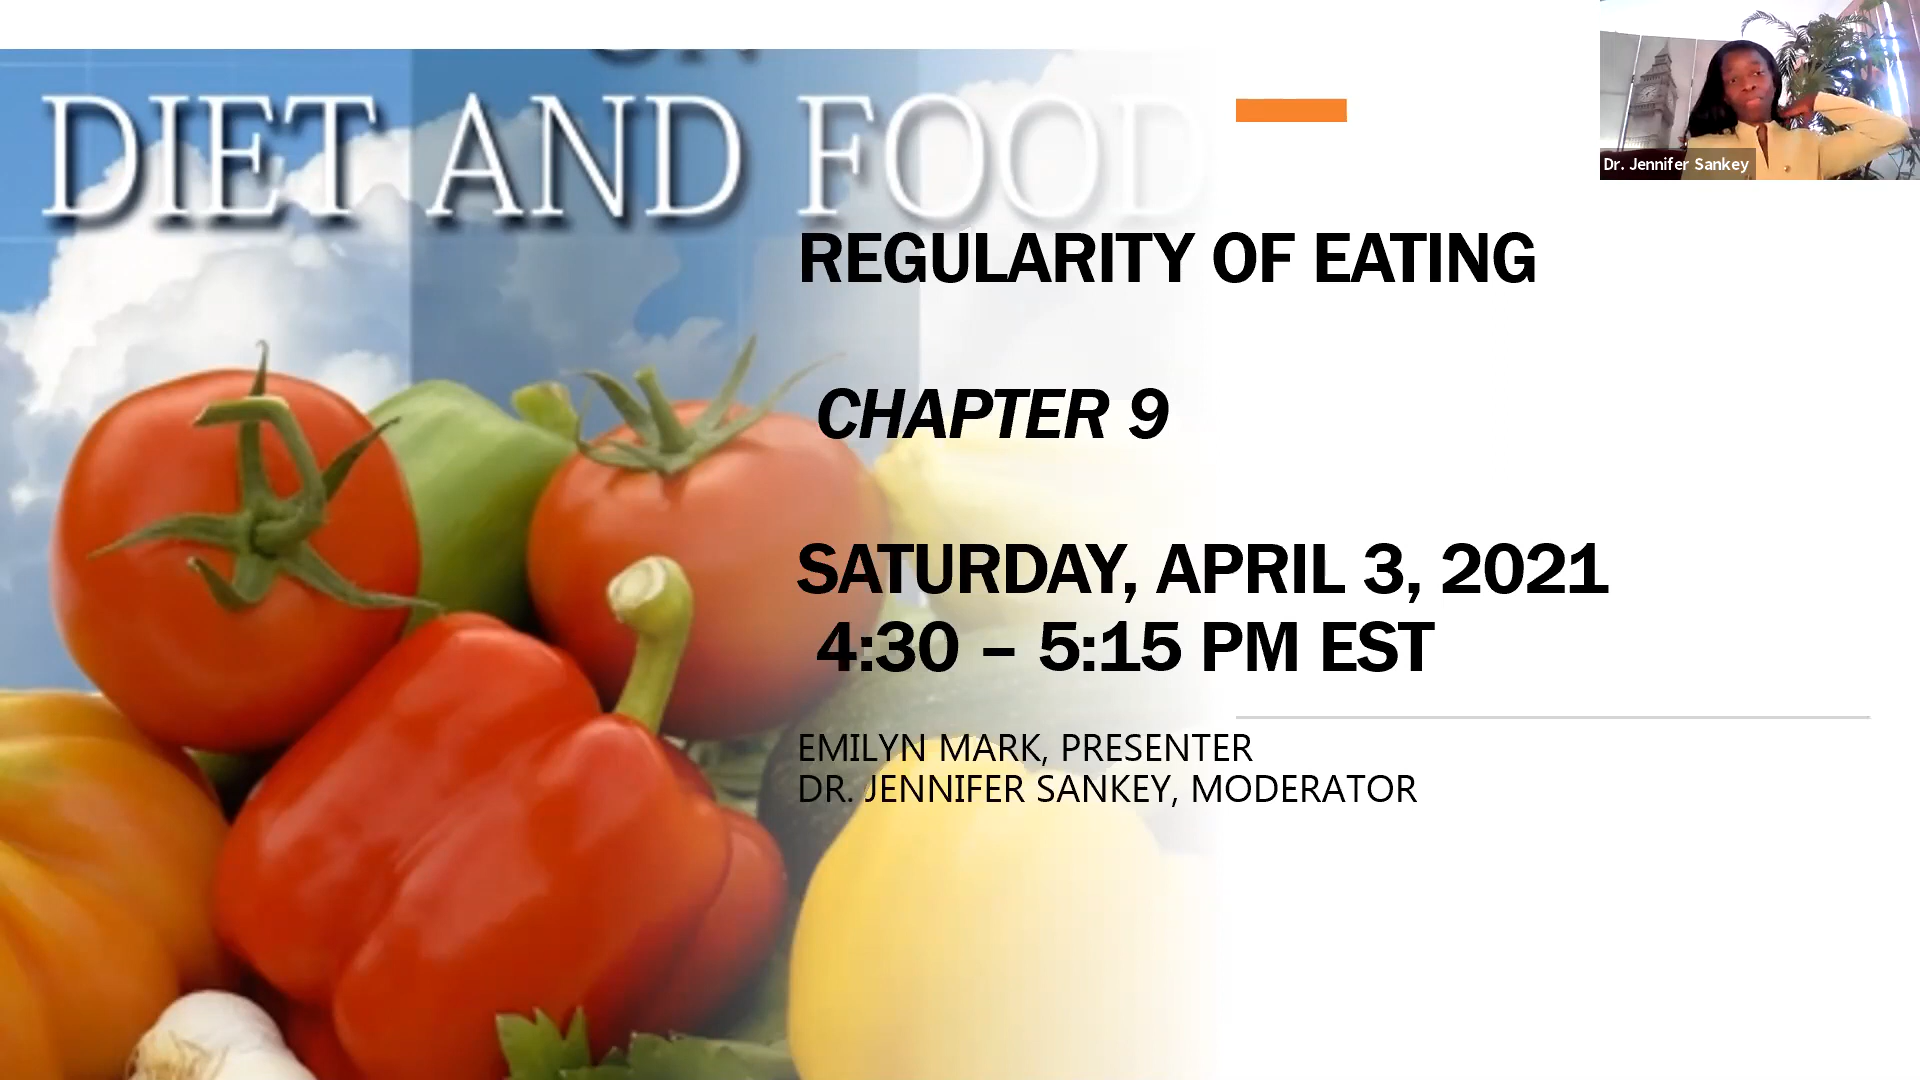 DIET AND FOOD
Dr. Jennifer Sankey
REGULARITY OF EATING
CHAPTER 9
SATURDAY, APRIL 3, 2021
4:30 – 5:15 PM EST
EMILYN MARK, PRESENTER
DR. JENNIFER SANKEY, MODERATOR